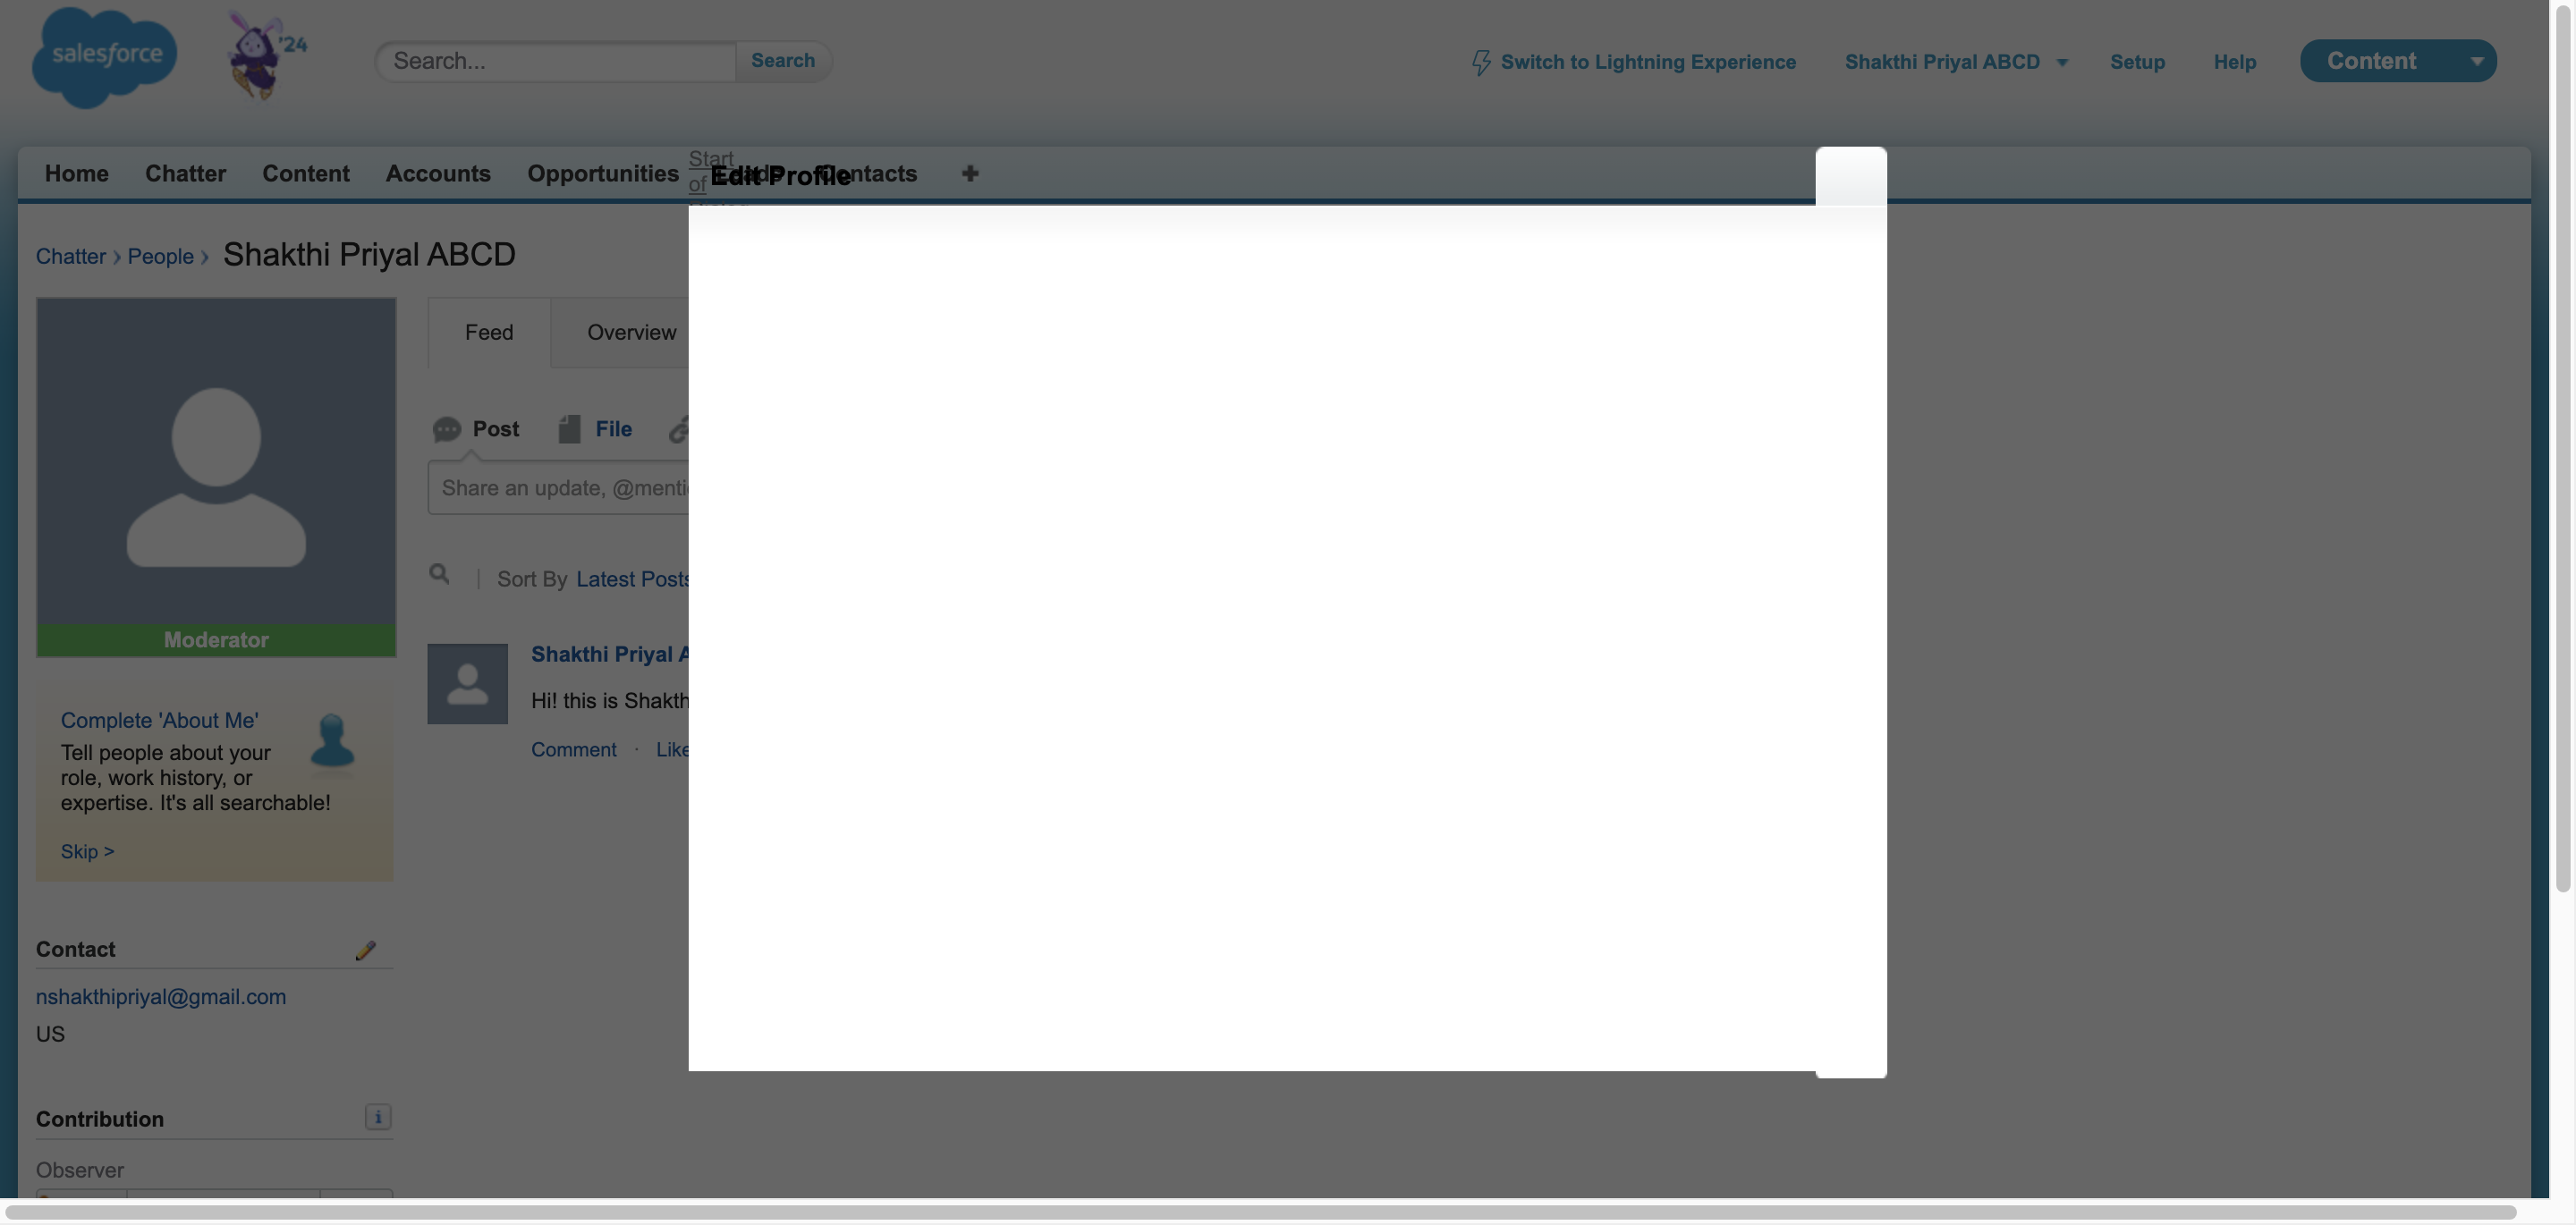 salesforce
'24
Search...
Search
Switch to Lightning Experience
Shakthi Priyal ABCD
Setup
Help
Content
Home
Chatter
Content
Accounts
Opportunities
Start
of
Edit Profile
Contacts
Chatter
People
Shakthi Priyal ABCD
Feed
Overview
Moderator
Post
File
Share an update, @menti
Sort By Latest Posts
Shakthi Priyal A
Hi! this is Shakth
Comment · Like
Complete 'About Me'
Tell people about your
role, work history, or
expertise. It's all searchable!
Skip >
Contact
nshakthipriyal@gmail.com
US
Contribution
Observer